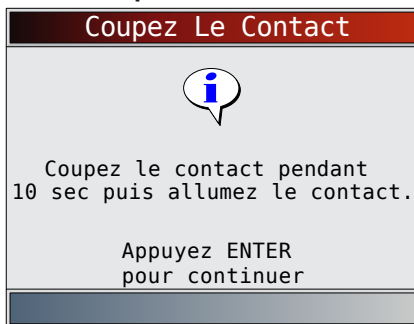 Coupez Le Contact
i
Coupez le contact pendant
10 sec puis allumez le contact.
Appuyez ENTER
pour continuer